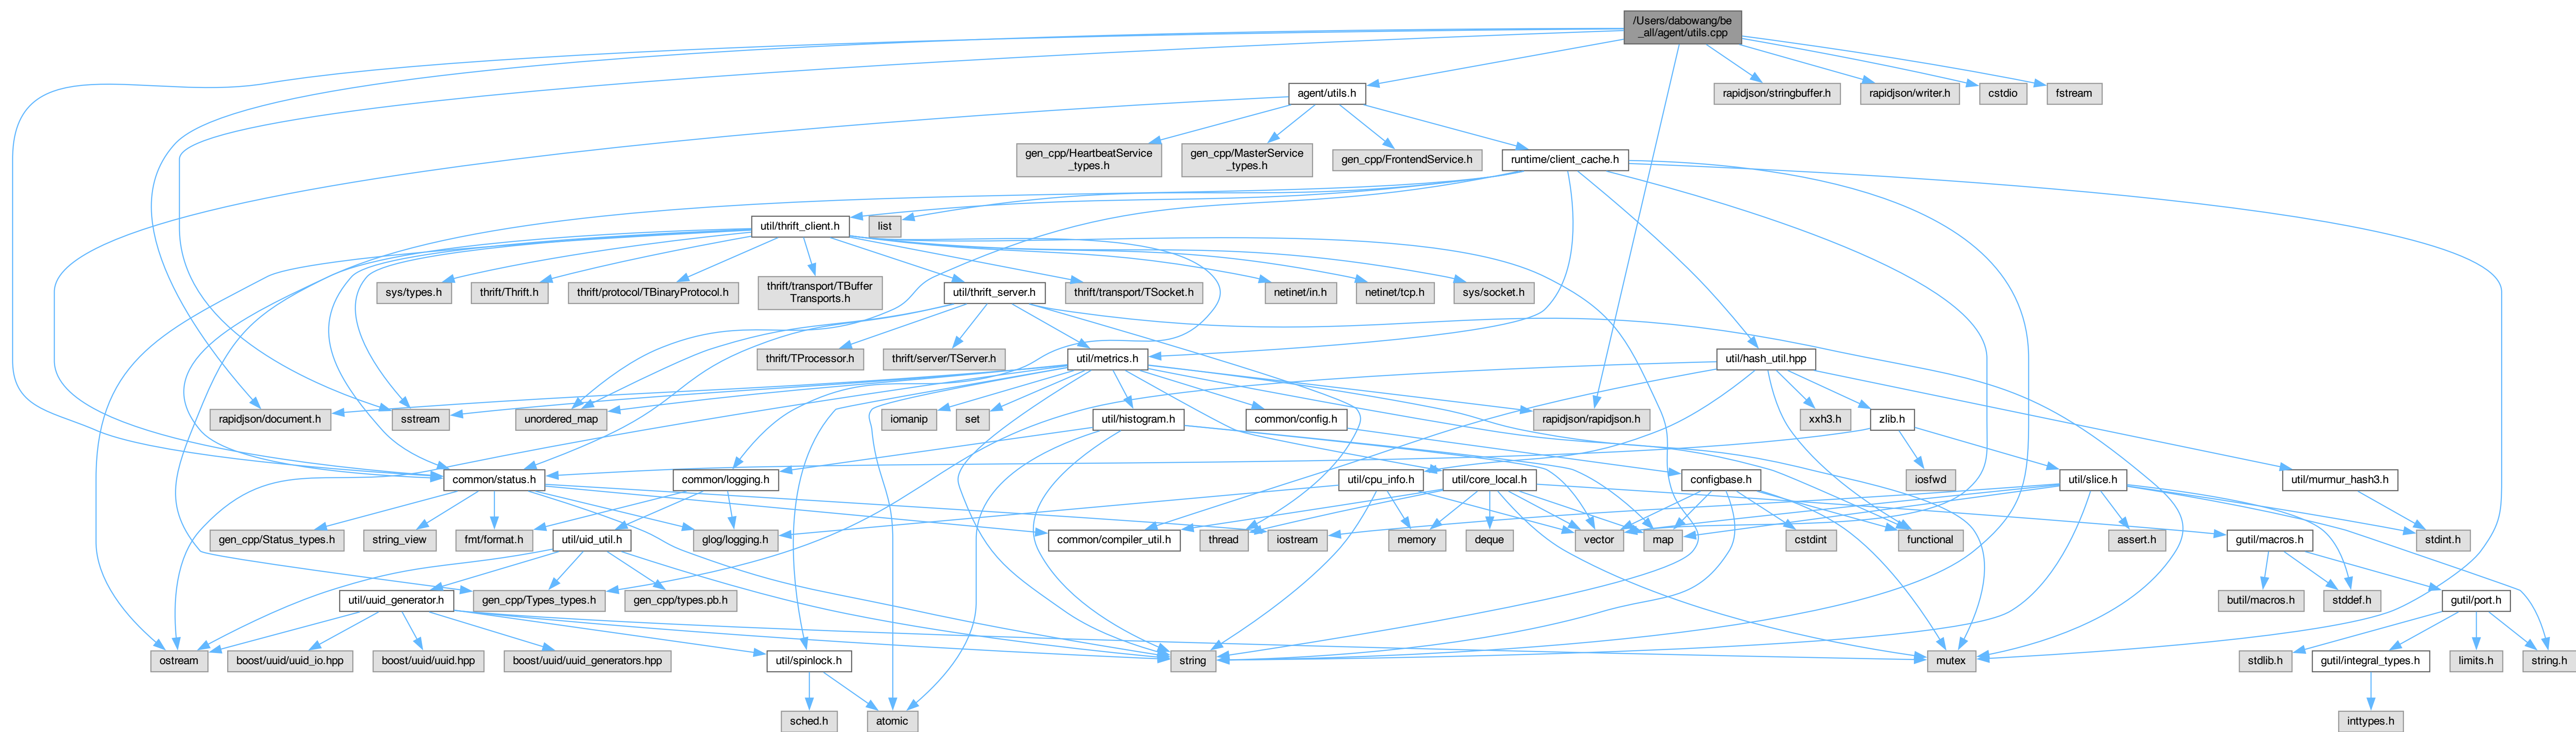 /Users/dabowang/be
_all/agent/utils.cpp
agent/utils.h
rapidjson/stringbuffer.h
rapidjson/writer.h
cstdio
fstream
gen_cpp/HeartbeatService
_types.h
gen_cpp/MasterService
_types.h
gen_cpp/FrontendService.h
runtime/client_cache.h
util/thrift_client.h
list
sys/types.h
thrift/Thrift.h
thrift/protocol/TBinaryProtocol.h
thrift/transport/TBuffer
Transports.h
util/thrift_server.h
thrift/transport/TSocket.h
netinet/in.h
netinet/tcp.h
sys/socket.h
thrift/TProcessor.h
thrift/server/TServer.h
util/metrics.h
util/hash_util.hpp
rapidjson/document.h
sstream
unordered_map
iomanip
set
util/histogram.h
common/config.h
rapidjson/rapidjson.h
xxh3.h
zlib.h
common/status.h
common/logging.h
util/cpu_info.h
util/core_local.h
configbase.h
iosfwd
util/slice.h
util/murmur_hash3.h
gen_cpp/Status_types.h
string_view
fmt/format.h
util/uid_util.h
glog/logging.h
common/compiler_util.h
thread
iostream
memory
deque
vector
map
cstdint
functional
assert.h
gutil/macros.h
stdint.h
util/uuid_generator.h
gen_cpp/Types_types.h
gen_cpp/types.pb.h
butil/macros.h
stddef.h
gutil/port.h
ostream
boost/uuid/uuid_io.hpp
boost/uuid/uuid.hpp
boost/uuid/uuid_generators.hpp
util/spinlock.h
string
mutex
stdlib.h
gutil/integral_types.h
limits.h
string.h
sched.h
atomic
inttypes.h